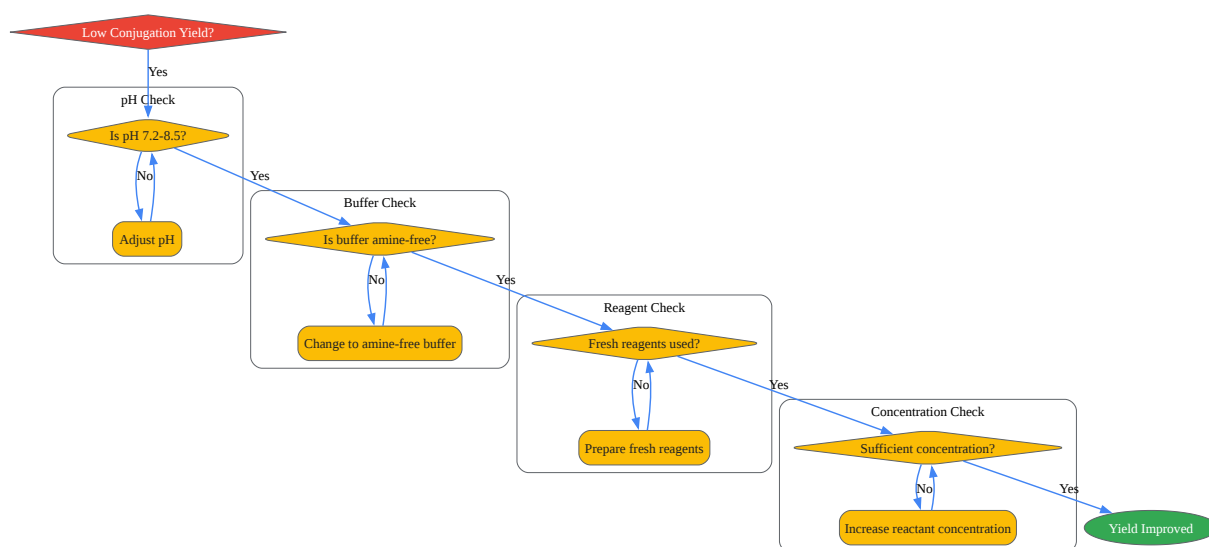 Low Conjugation Yield?
Yes
pH Check
Is pH 7.2-8.5?
No
Yes
Adjust pH
Buffer Check
Is buffer amine-free?
No
Yes
Change to amine-free buffer
Reagent Check
Fresh reagents used?
No
Yes
Prepare fresh reagents
Concentration Check
Sufficient concentration?
No
Yes
Increase reactant concentration
Yield Improved